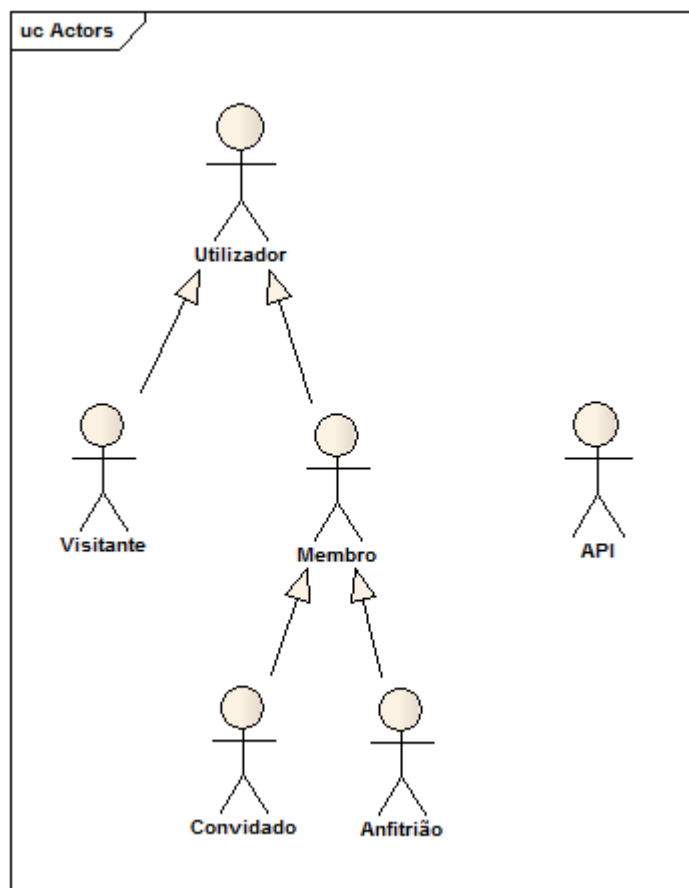 uc Actors
Utilizador
Visitante
Membro
API
Convidado
Anfitrião